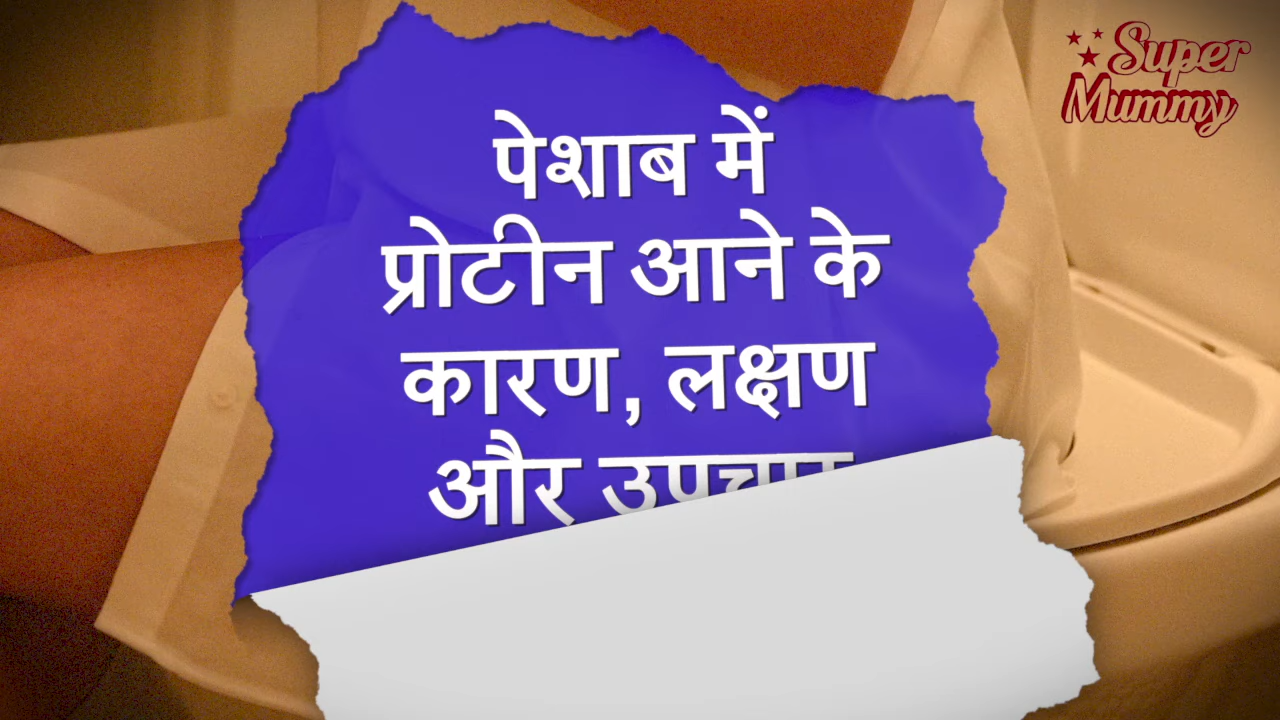 Super
Mummy
पेशाब में
प्रोटीन आने के
कारण, लक्षण
और